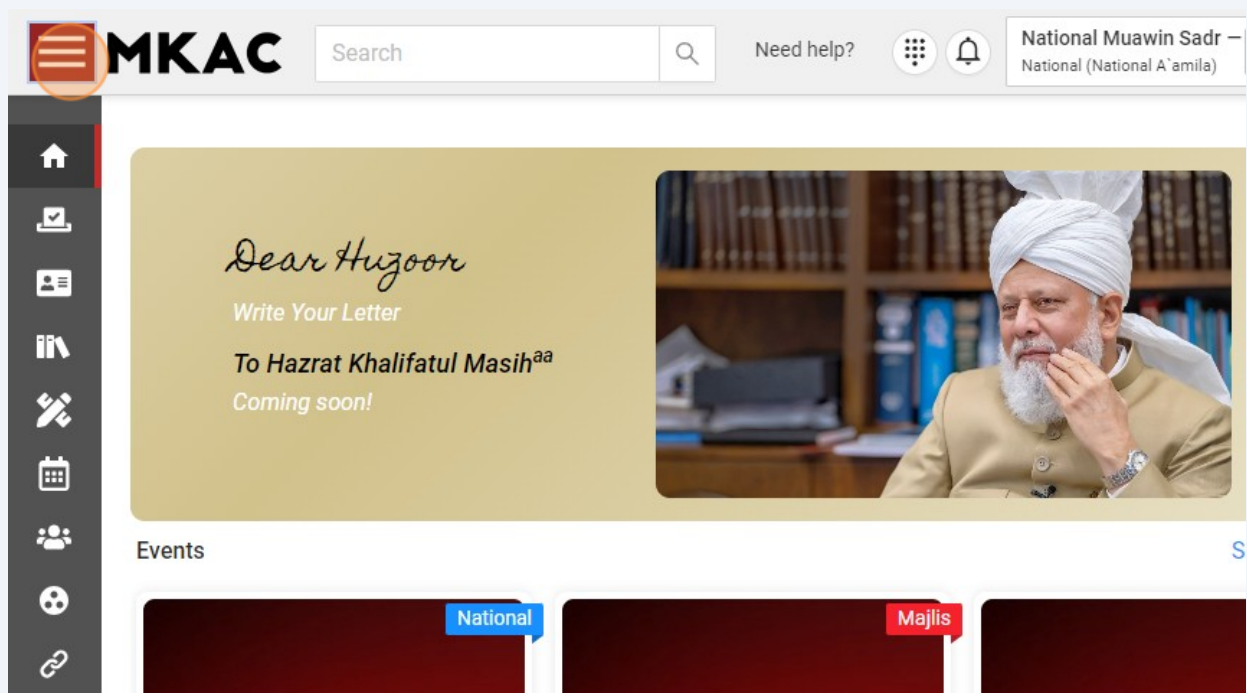 MKAC
Search
Need help?
National Muawin Sadr –
National (National A`amila)
Dear Huzoor
Write Your Letter
To Hazrat Khalifatul Masihaa
Coming soon!
Events
S
National
Majlis